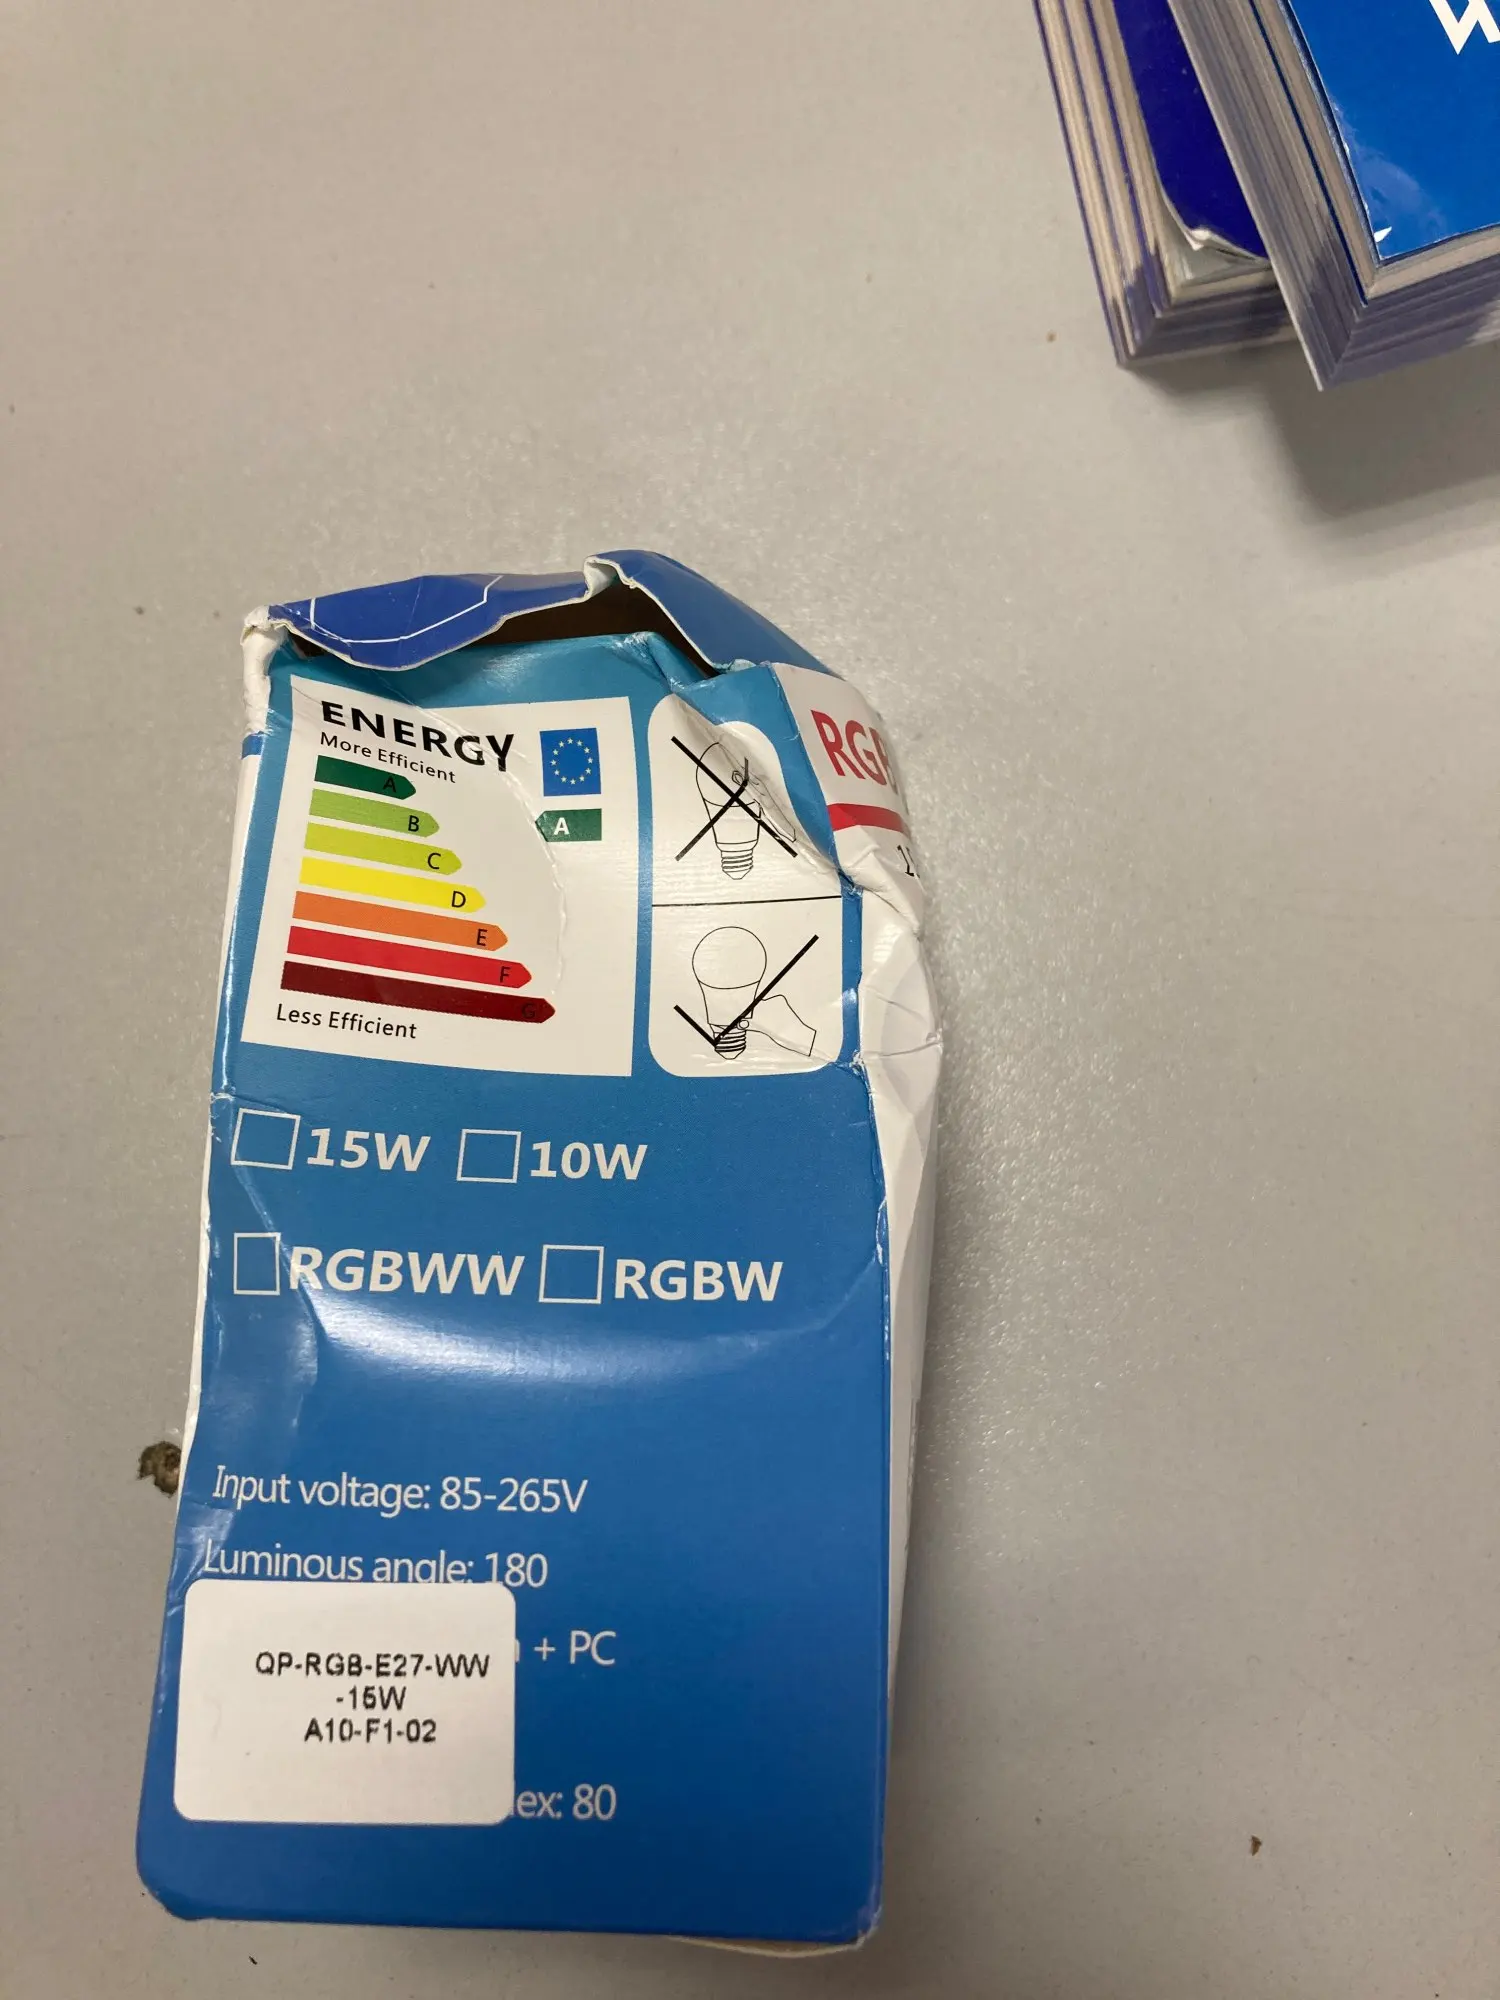 W
ENERGY
More Efficient
A
B
C
D
E
F
G
Less Efficient
A
RGB
15W 10W
RGBWW RGBW
Input voltage: 85-265V
Luminous angle: 180
+ PC
ex: 80
QP-RGB-E27-WW
-15W
A10-F1-02